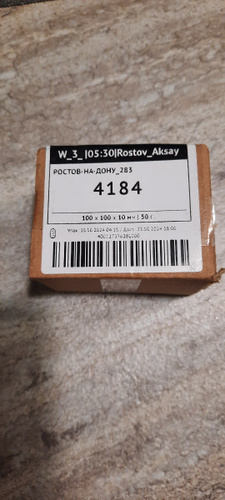 W_3_ |05:30|Rostov_Aksay
РОСТОВ-НА-ДОНУ_283
4184
100 x 100 x 10 мм | 50 г.